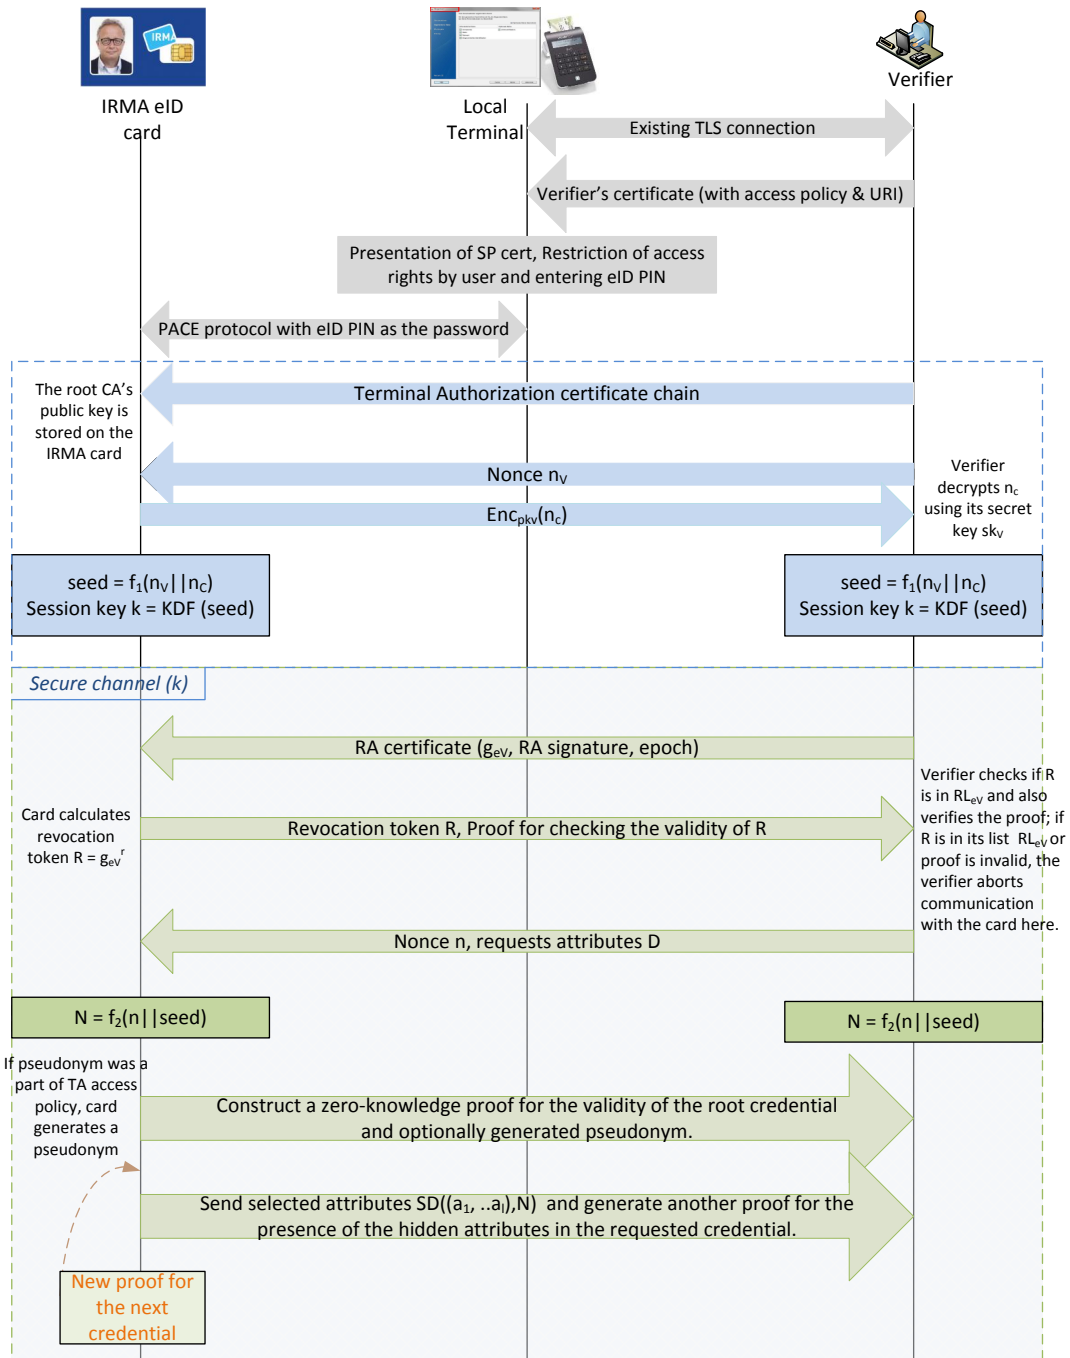 IRMA
IRMA eID
card
Local
Terminal
Verifier
Existing TLS connection
Verifier's certificate (with access policy & URI)
Presentation of SP cert, Restriction of access
rights by user and entering eID PIN
PACE protocol with eID PIN as the password
The root CA's
public key is
stored on the
IRMA card
Terminal Authorization certificate chain
Nonce nV
Encpkv(nc)
Verifier
decrypts nc
using its secret
key skV
seed = f1(nV||nC)
Session key k = KDF (seed)
seed = f1(nV||nC)
Session key k = KDF (seed)
Secure channel (k)
RA certificate (geV, RA signature, epoch)
Card calculates
revocation
token R = geV^r
Revocation token R, Proof for checking the validity of R
Verifier checks if R
is in RLeV and also
verifies the proof; if
R is in its list RLeV or
proof is invalid, the
verifier aborts
communication
with the card here.
Nonce n, requests attributes D
N = f2(n||seed)
N = f2(n||seed)
If pseudonym was a
part of TA access
policy, card
generates a
pseudonym
Construct a zero-knowledge proof for the validity of the root credential
and optionally generated pseudonym.
Send selected attributes SD((a1, ..al),N) and generate another proof for the
presence of the hidden attributes in the requested credential.
New proof for
the next
credential